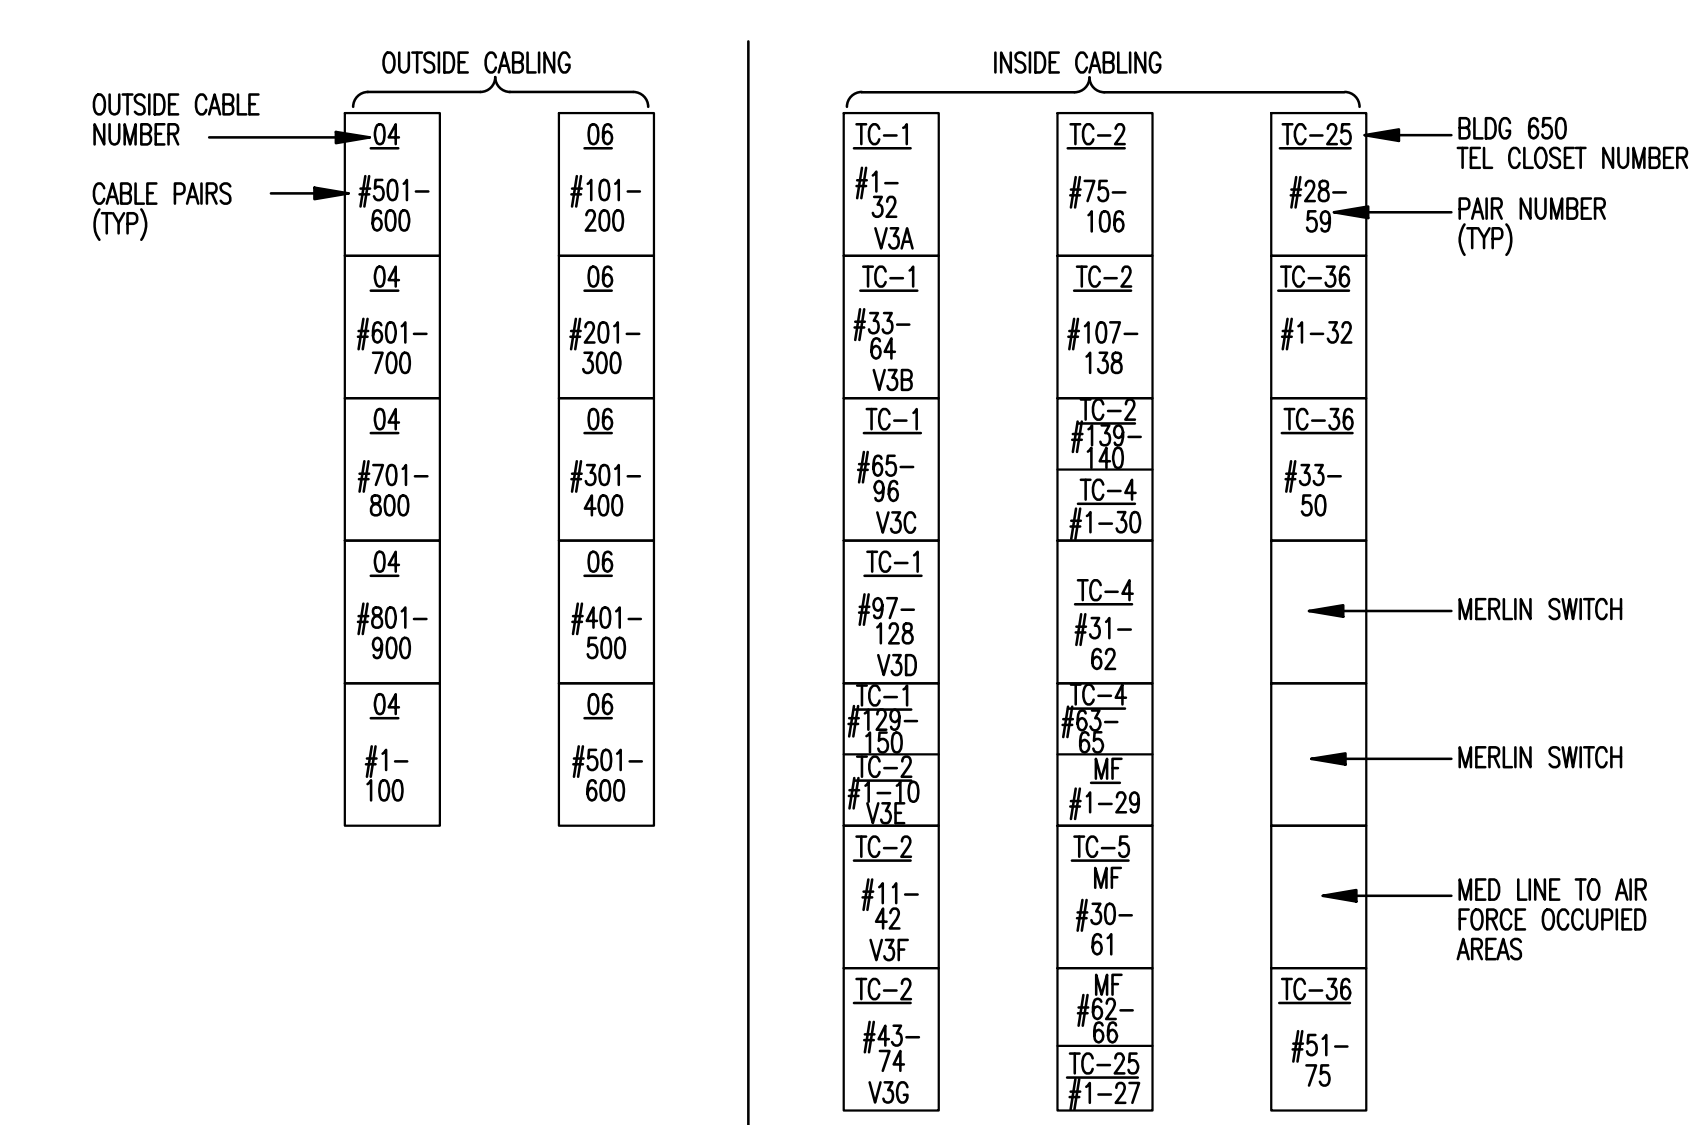 OUTSIDE CABLING
OUTSIDE CABLE
NUMBER
CABLE PAIRS
(TYP)
04
#501-
600
04
#601-
700
04
#701-
800
04
#801-
900
04
#1-
100
06
#101-
200
06
#201-
300
06
#301-
400
06
#401-
500
06
#501-
600
INSIDE CABLING
TC-1
#1-
32
V3A
TC-1
#33-
64
V3B
TC-1
#65-
96
V3C
TC-1
#97-
128
V3D
TC-1
#129-
150
TC-2
#1-10
V3E
TC-2
#11-
42
V3F
TC-2
#43-
74
V3G
TC-2
#75-
106
TC-2
#107-
138
TC-2
#139-
140
TC-4
#1-30
TC-4
#31-
62
TC-4
#63-
65
MF
#1-29
TC-5
MF
#30-
61
MF
#62-
66
TC-25
#1-27
TC-25
#28-
59
TC-36
#1-32
TC-36
#33-
50
TC-36
#51-
75
BLDG 650
TEL CLOSET NUMBER
PAIR NUMBER
(TYP)
MERLIN SWITCH
MERLIN SWITCH
MED LINE TO AIR
FORCE OCCUPIED
AREAS